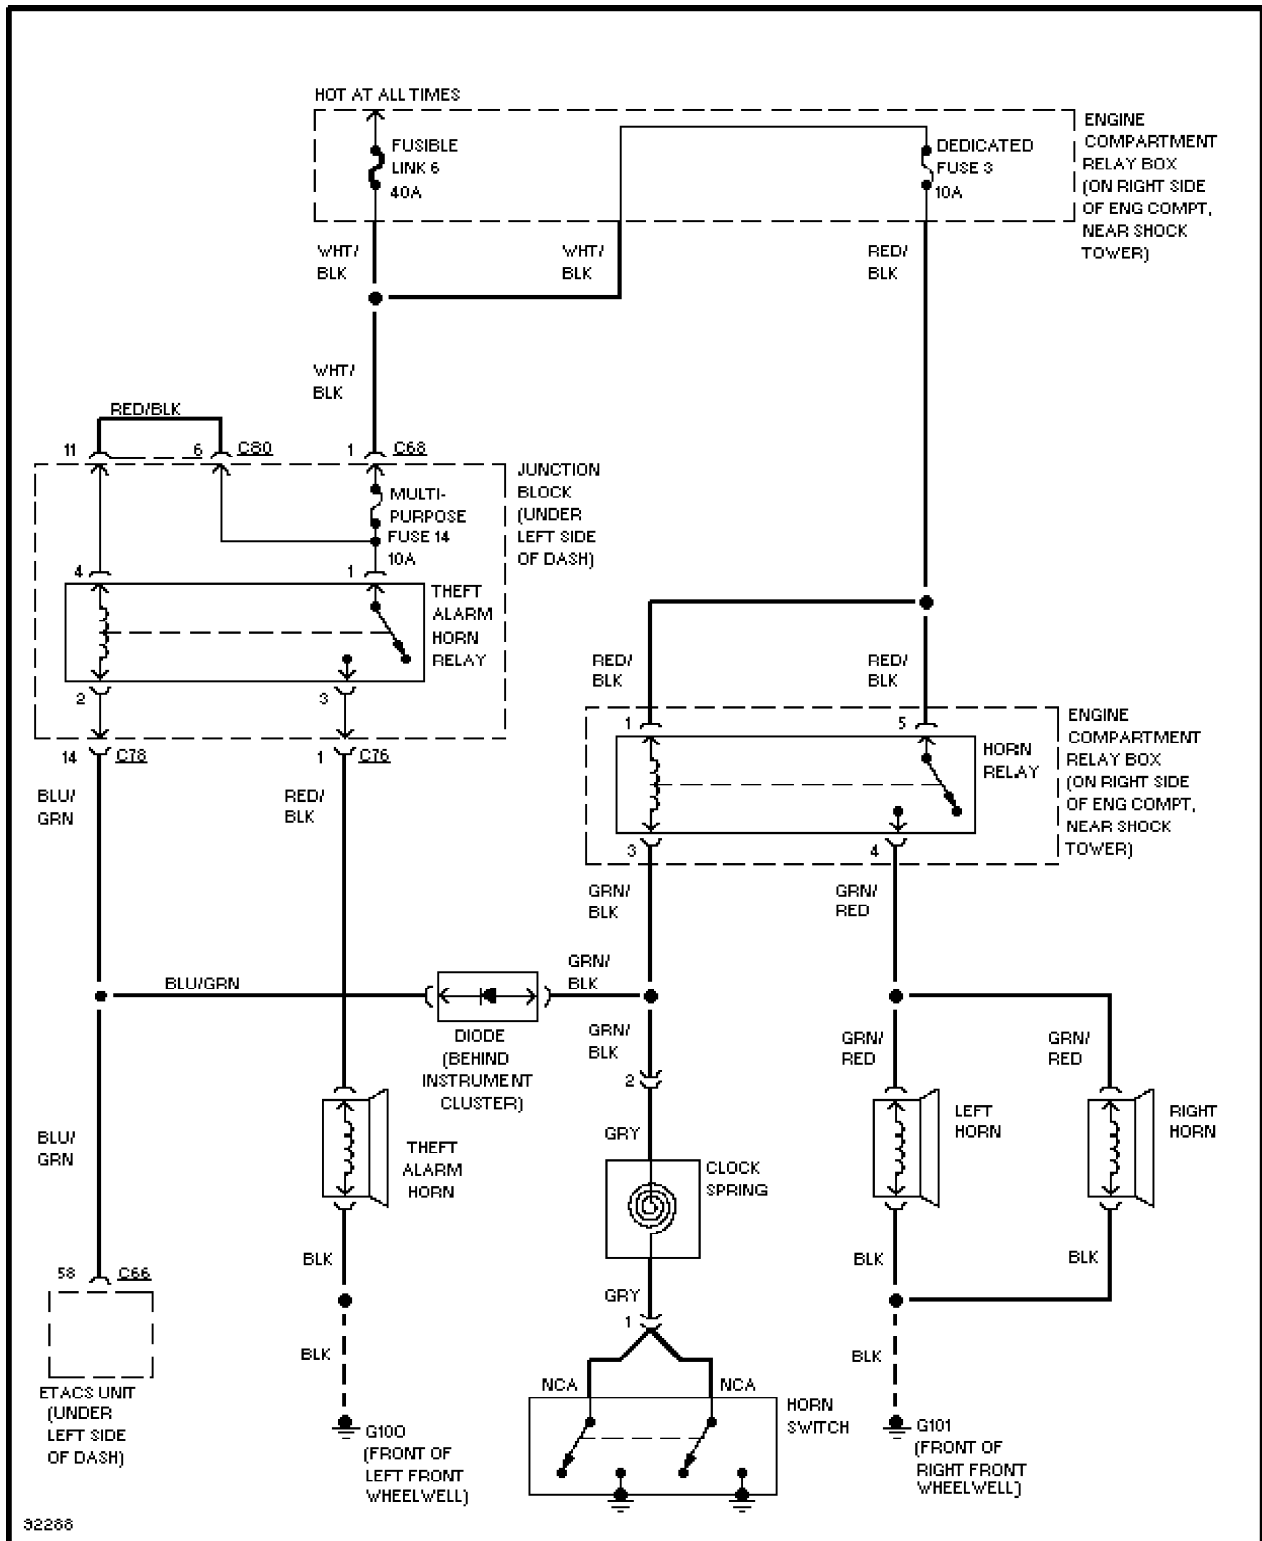 HOT AT ALL TIMES
FUSIBLE
LINK 6
40A
DEDICATED
FUSE 3
10A
ENGINE
COMPARTMENT
RELAY BOX
(ON RIGHT SIDE
OF ENG COMPT,
NEAR SHOCK
TOWER)
WHT/
BLK
WHT/
BLK
RED/
BLK
WHT/
BLK
RED/BLK
11
6
C80
1
C68
MULTI-
PURPOSE
FUSE 14
10A
JUNCTION
BLOCK
(UNDER
LEFT SIDE
OF DASH)
4
1
THEFT
ALARM
HORN
RELAY
2
3
14
C78
1
C76
BLU/
GRN
RED/
BLK
RED/
BLK
RED/
BLK
1
5
HORN
RELAY
ENGINE
COMPARTMENT
RELAY BOX
(ON RIGHT SIDE
OF ENG COMPT,
NEAR SHOCK
TOWER)
3
4
GRN/
BLK
GRN/
RED
BLU/GRN
GRN/
BLK
DIODE
(BEHIND
INSTRUMENT
CLUSTER)
GRN/
BLK
2
GRN/
RED
GRN/
RED
LEFT
HORN
RIGHT
HORN
BLU/
GRN
THEFT
ALARM
HORN
GRY
CLOCK
SPRING
BLK
GRY
1
BLK
BLK
58
C66
BLK
BLK
ETACS UNIT
(UNDER
LEFT SIDE
OF DASH)
NCA
NCA
HORN
SWITCH
G100
(FRONT OF
LEFT FRONT
WHEELWELL)
G101
(FRONT OF
RIGHT FRONT
WHEELWELL)
92288